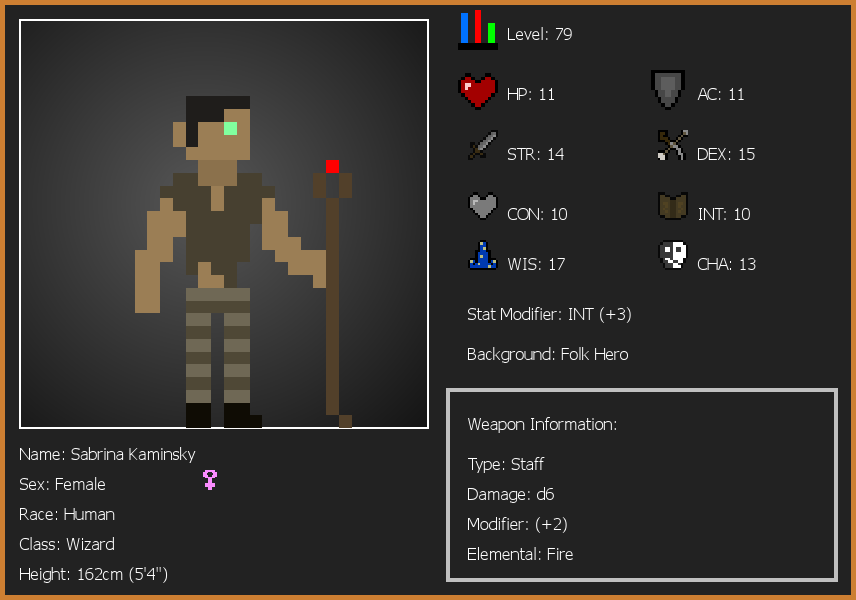 Level: 79
HP: 11
AC: 11
STR: 14
DEX: 15
CON: 10
INT: 10
WIS: 17
CHA: 13
Stat Modifier: INT (+3)
Background: Folk Hero
Weapon Information:
Type: Staff
Damage: d6
Modifier: (+2)
Elemental: Fire
Name: Sabrina Kaminsky
Sex: Female
Race: Human
Class: Wizard
Height: 162cm (5'4")